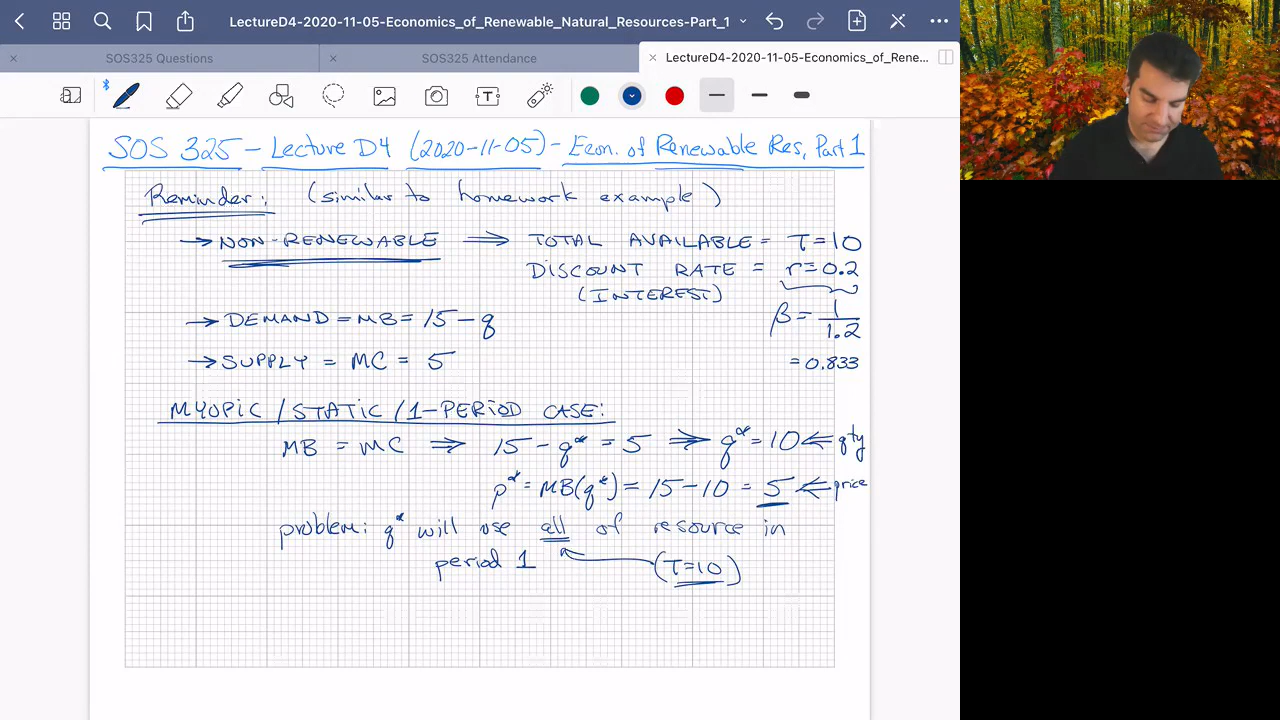 LectureD4-2020-11-05-Economics_of_Renewable_Natural_Resources-Part_1
SOS325 Questions
SOS325 Attendance
LectureD4-2020-11-05-Economics_of_Rene...
SOS 325 - Lecture D4 (2020-11-05) - Econ. of Renewable Res, Part 1
Reminder: (similar to homework example)
→ NON-RENEWABLE ⇒ TOTAL AVAILABLE = T=10
DISCOUNT RATE = r=0.2
(INTEREST)
β = 1/1.2
= 0.833
→ DEMAND = MB = 15 - q
→ SUPPLY = MC = 5
MYOPIC / STATIC / 1-PERIOD CASE:
MB = MC ⇒ 15 - q* = 5 ⇒ q* = 10 ⇐ qty
p* = MB(q*) = 15 - 10 = 5 ⇐ price
problem: q* will use all of resource in
period 1 (T=10)